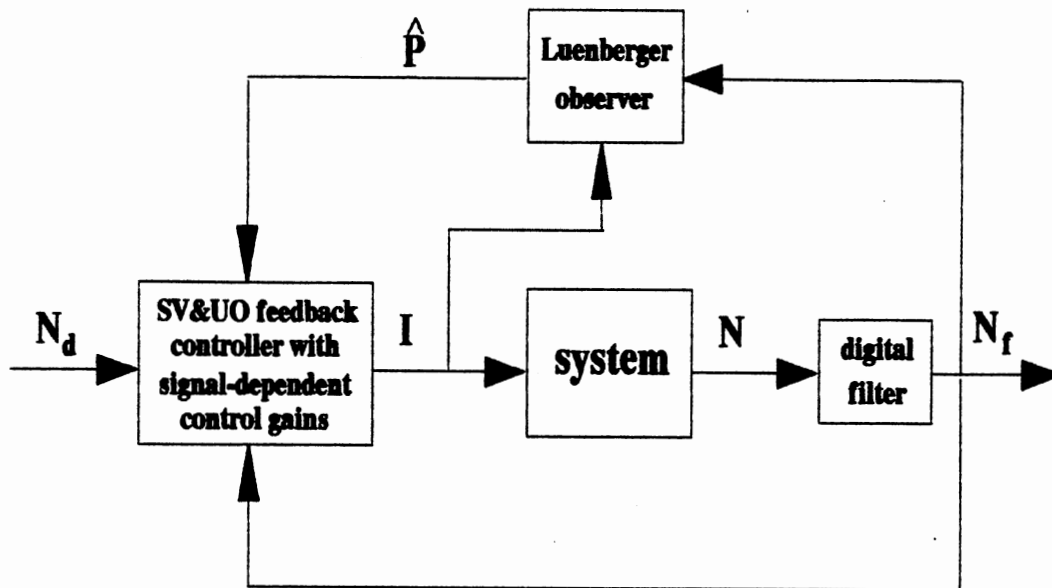 P̂
Luenberger
observer
N_d
SV&UO feedback
controller with
signal-dependent
control gains
I
system
N
digital
filter
N_f